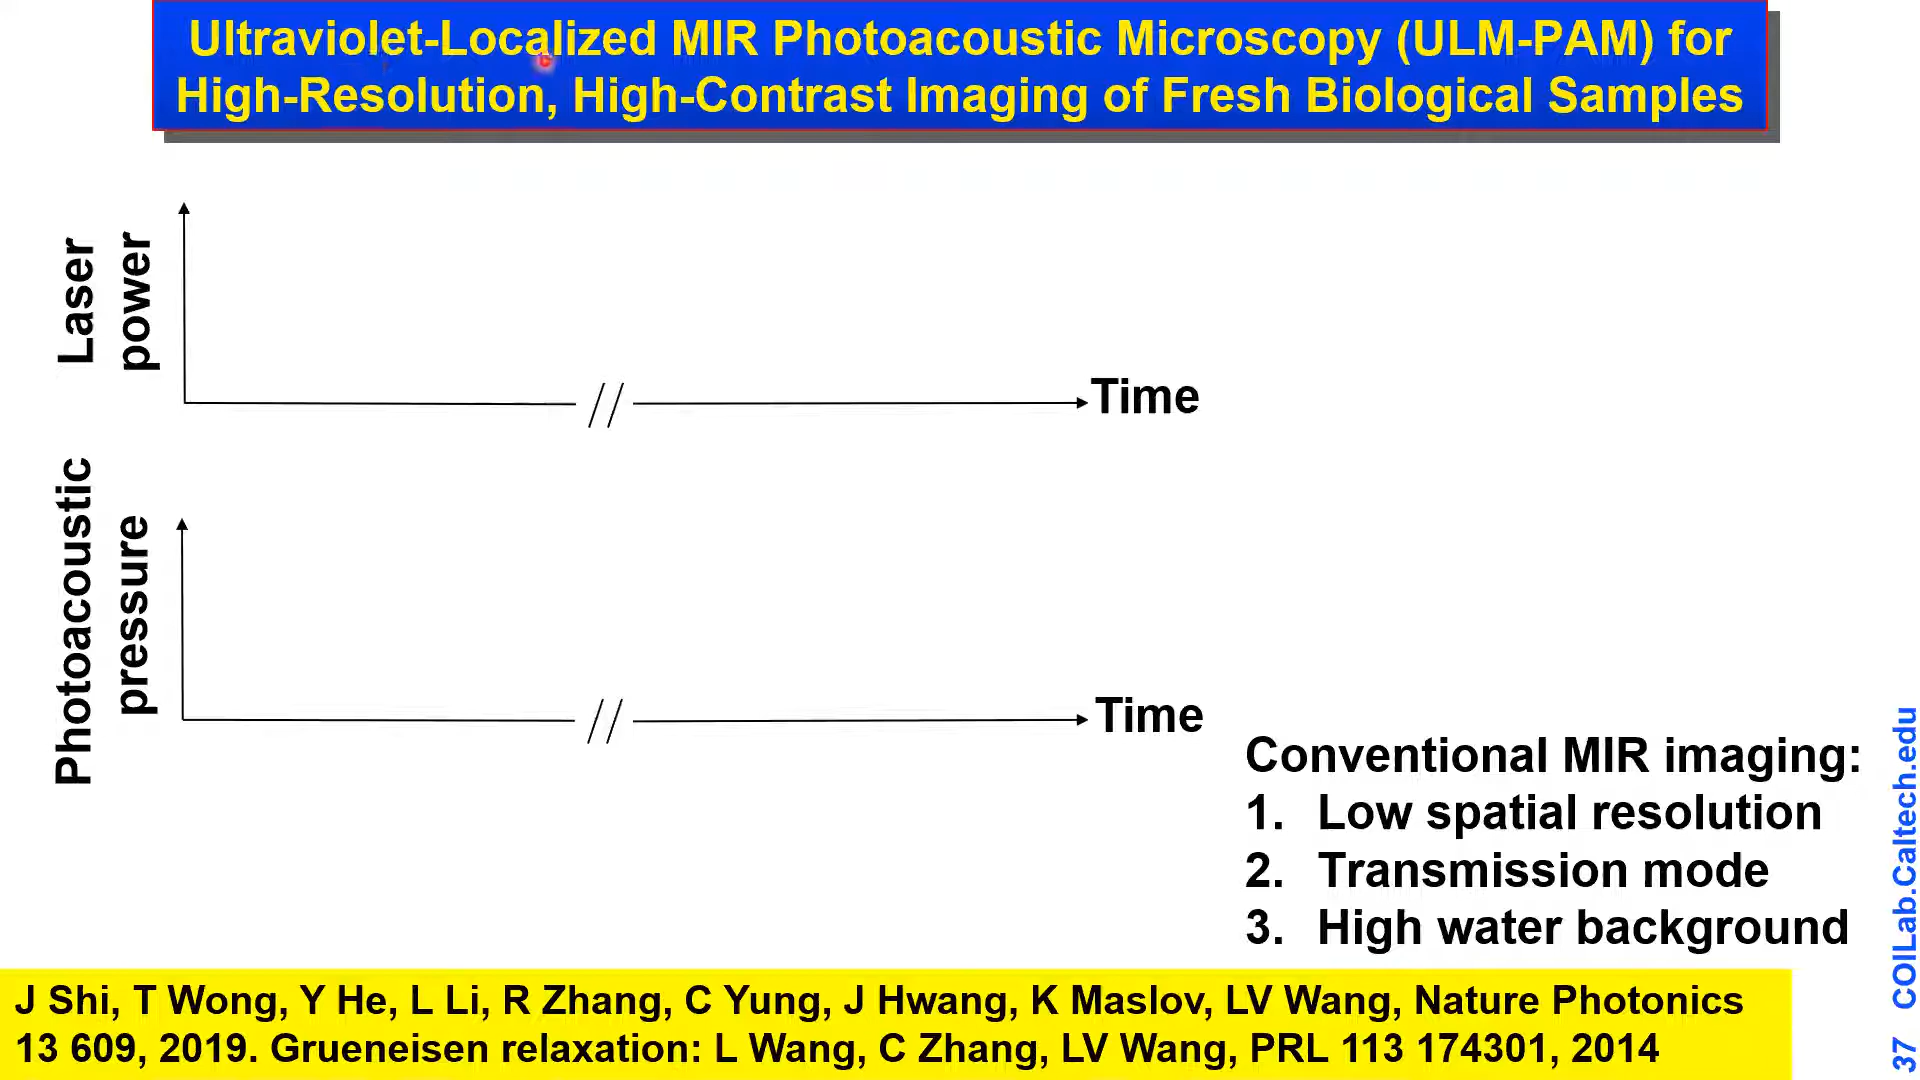 Ultraviolet-Localized MIR Photoacoustic Microscopy (ULM-PAM) for
High-Resolution, High-Contrast Imaging of Fresh Biological Samples
Laser
power
Time
Photoacoustic
pressure
Time
Conventional MIR imaging:
1. Low spatial resolution
2. Transmission mode
3. High water background
J Shi, T Wong, Y He, L Li, R Zhang, C Yung, J Hwang, K Maslov, LV Wang, Nature Photonics
13 609, 2019. Grueneisen relaxation: L Wang, C Zhang, LV Wang, PRL 113 174301, 2014
37 COILab.Caltech.edu